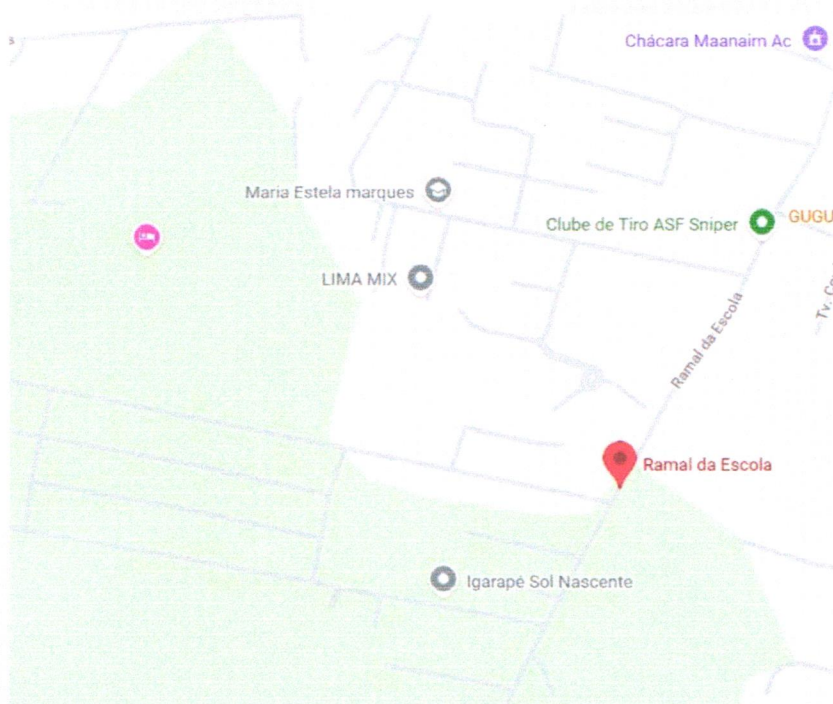 s
Chácara Maanaim Ac
Maria Estela marques
Clube de Tiro ASF Sniper
GUGU
LIMA MIX
Ramal da Escola
Ramal da Escola
Igarapé Sol Nascente